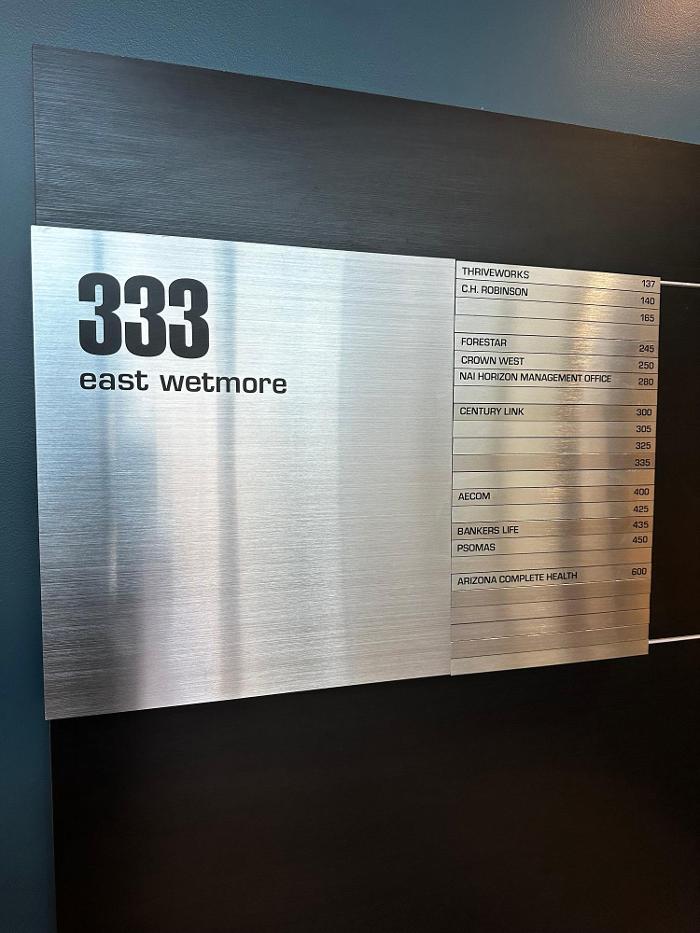 333
east wetmore
THRIVEWORKS 137
C.H. ROBINSON 140
165
FORESTAR 245
CROWN WEST 250
NAI HORIZON MANAGEMENT OFFICE 280
CENTURY LINK 300
305
325
335
AECOM 400
425
BANKERS LIFE 435
PSOMAS 450
ARIZONA COMPLETE HEALTH 600